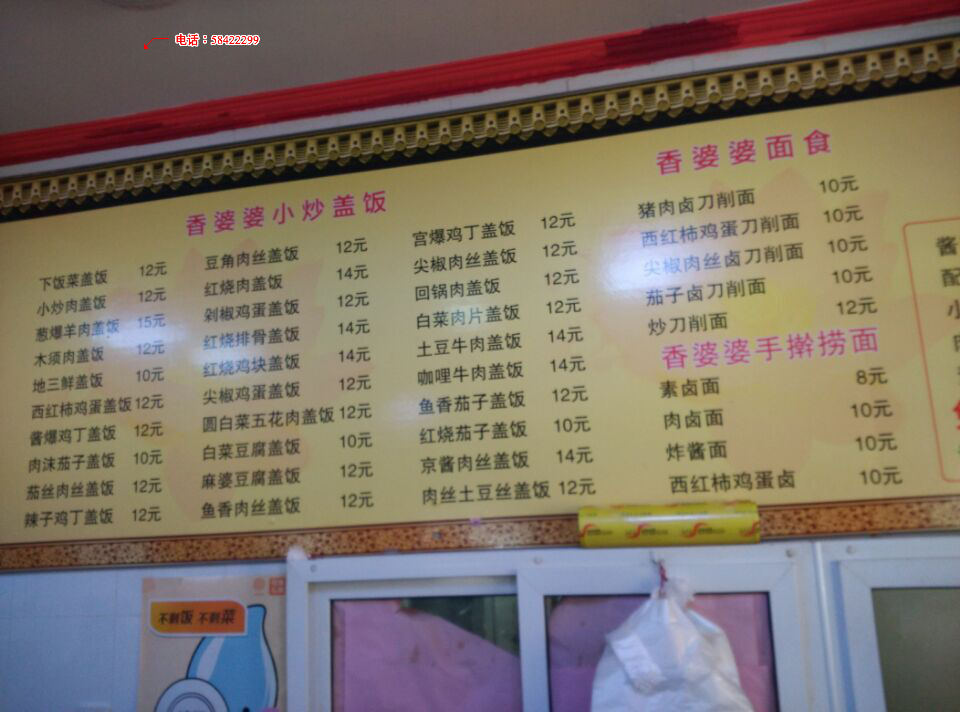 电话：58422299
香婆婆小炒盖饭
下饭菜盖饭 12元
小炒肉盖饭 12元
葱爆羊肉盖饭 15元
木须肉盖饭 12元
地三鲜盖饭 10元
西红柿鸡蛋盖饭 12元
酱爆鸡丁盖饭 12元
肉沫茄子盖饭 10元
茄丝肉丝盖饭 12元
辣子鸡丁盖饭 12元
豆角肉丝盖饭 12元
红烧肉盖饭 14元
剁椒鸡蛋盖饭 12元
红烧排骨盖饭 14元
红烧鸡块盖饭 14元
尖椒鸡蛋盖饭 12元
圆白菜五花肉盖饭 12元
白菜豆腐盖饭 10元
麻婆豆腐盖饭 12元
鱼香肉丝盖饭 12元
宫爆鸡丁盖饭 12元
尖椒肉丝盖饭 12元
回锅肉盖饭 12元
白菜肉片盖饭 12元
土豆牛肉盖饭 14元
咖哩牛肉盖饭 14元
鱼香茄子盖饭 12元
红烧茄子盖饭 10元
京酱肉丝盖饭 14元
肉丝土豆丝盖饭 12元
香婆婆面食
猪肉卤刀削面 10元
西红柿鸡蛋刀削面 10元
尖椒肉丝卤刀削面 10元
茄子卤刀削面 10元
炒刀削面 12元
香婆婆手擀捞面
素卤面 8元
肉卤面 10元
炸酱面 10元
西红柿鸡蛋卤 10元
酱
配
小
不剩饭 不剩菜